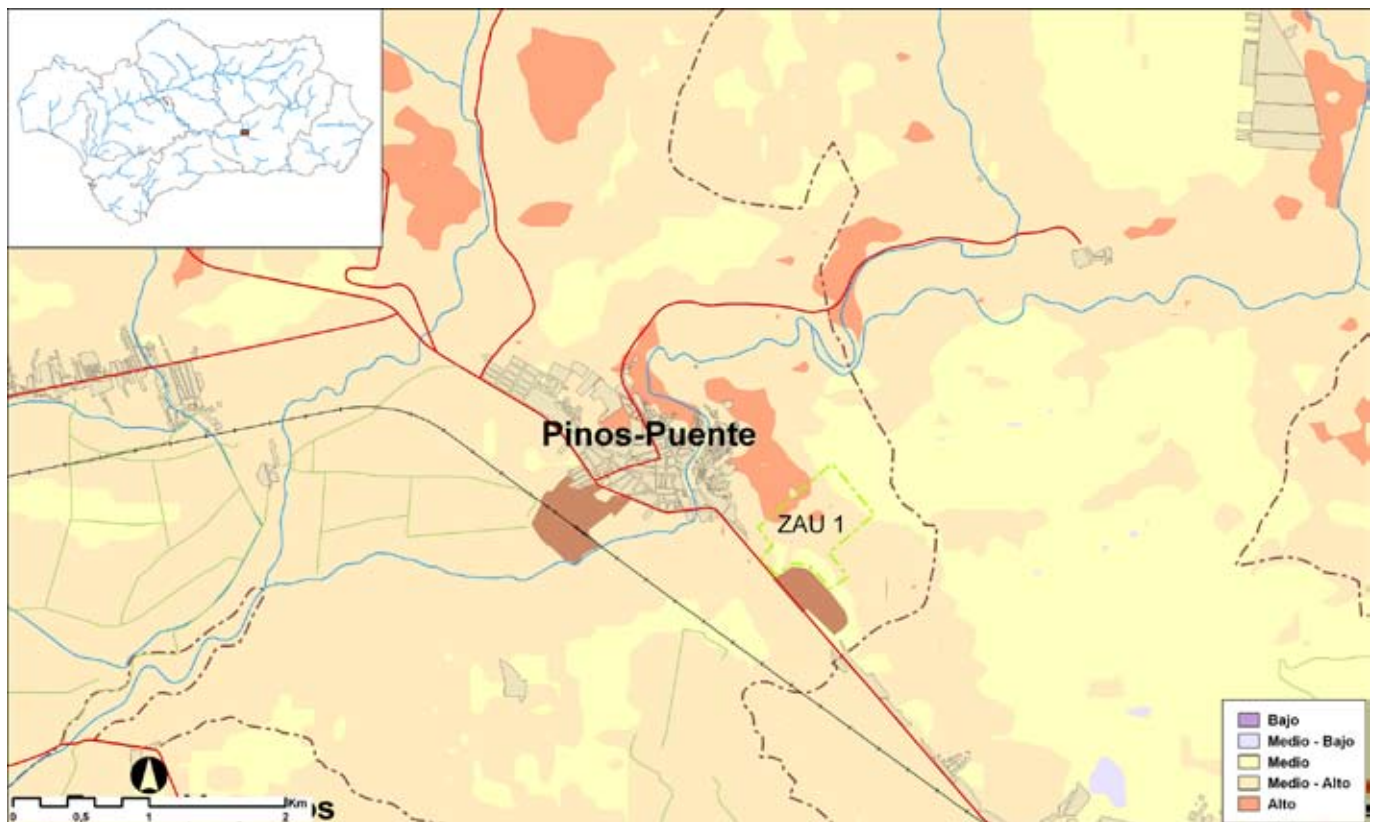 Pinos-Puente
ZAU 1
Bajo
Medio - Bajo
Medio
Medio - Alto
Alto
Km
0 0,5 1 2